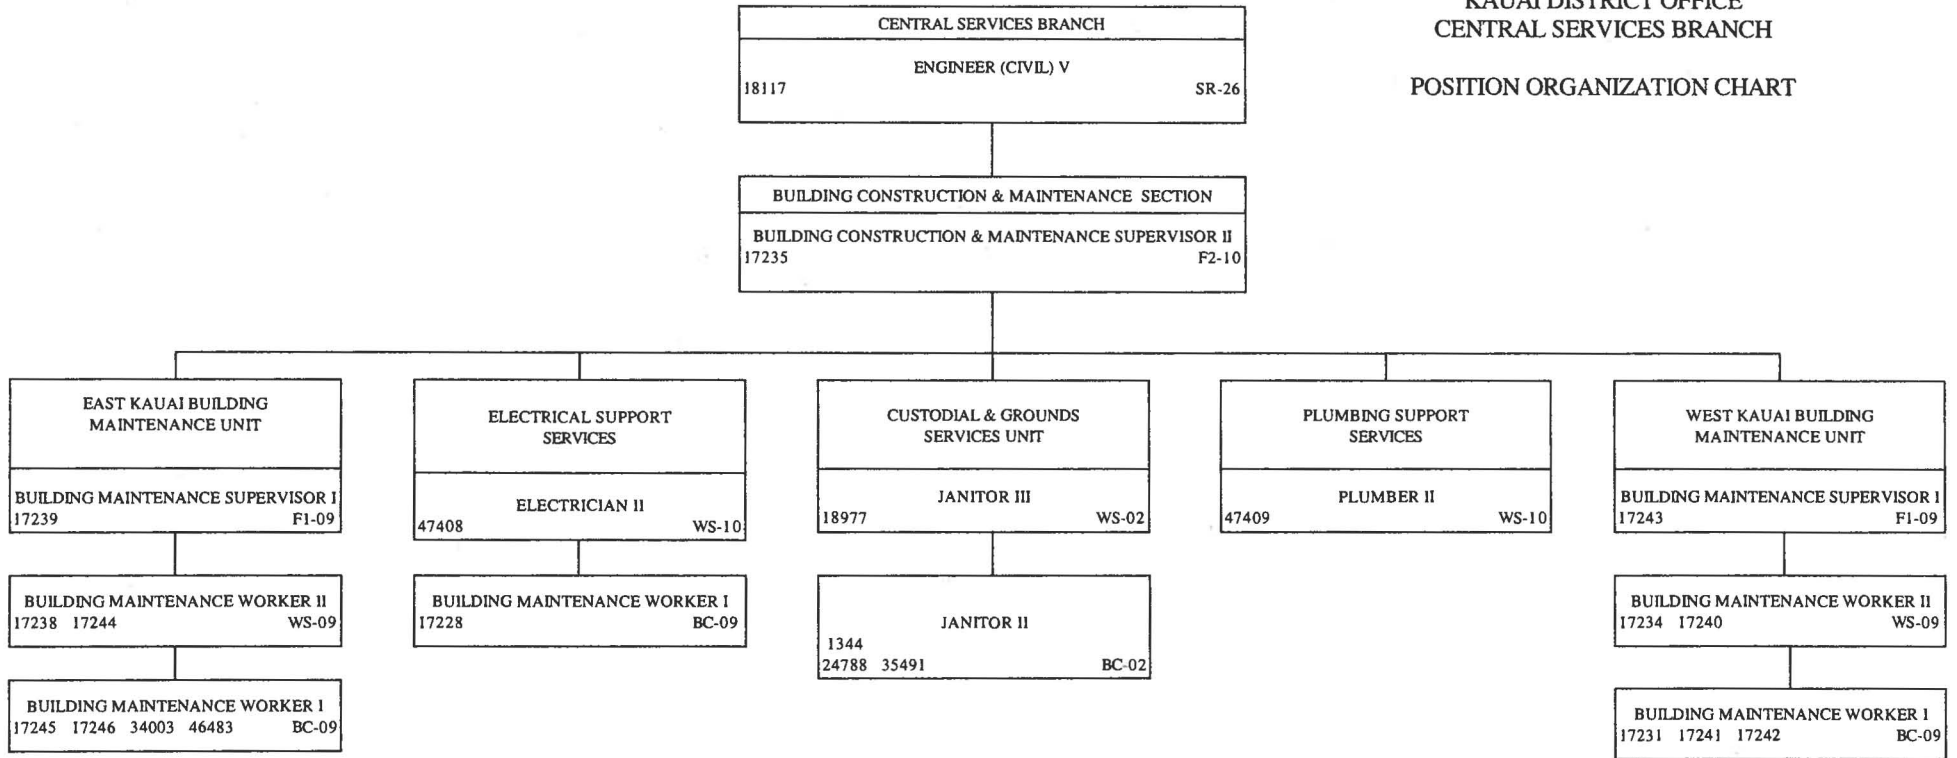 KAUAI DISTRICT OFFICE
CENTRAL SERVICES BRANCH
POSITION ORGANIZATION CHART
CENTRAL SERVICES BRANCH
ENGINEER (CIVIL) V
18117 SR-26
BUILDING CONSTRUCTION & MAINTENANCE SECTION
BUILDING CONSTRUCTION & MAINTENANCE SUPERVISOR II
17235 F2-10
EAST KAUAI BUILDING
MAINTENANCE UNIT
BUILDING MAINTENANCE SUPERVISOR I
17239 F1-09
BUILDING MAINTENANCE WORKER II
17238 17244 WS-09
BUILDING MAINTENANCE WORKER I
17245 17246 34003 46483 BC-09
ELECTRICAL SUPPORT
SERVICES
ELECTRICIAN II
47408 WS-10
BUILDING MAINTENANCE WORKER I
17228 BC-09
CUSTODIAL & GROUNDS
SERVICES UNIT
JANITOR III
18977 WS-02
JANITOR II
1344
24788 35491 BC-02
PLUMBING SUPPORT
SERVICES
PLUMBER II
47409 WS-10
WEST KAUAI BUILDING
MAINTENANCE UNIT
BUILDING MAINTENANCE SUPERVISOR I
17243 F1-09
BUILDING MAINTENANCE WORKER II
17234 17240 WS-09
BUILDING MAINTENANCE WORKER I
17231 17241 17242 BC-09